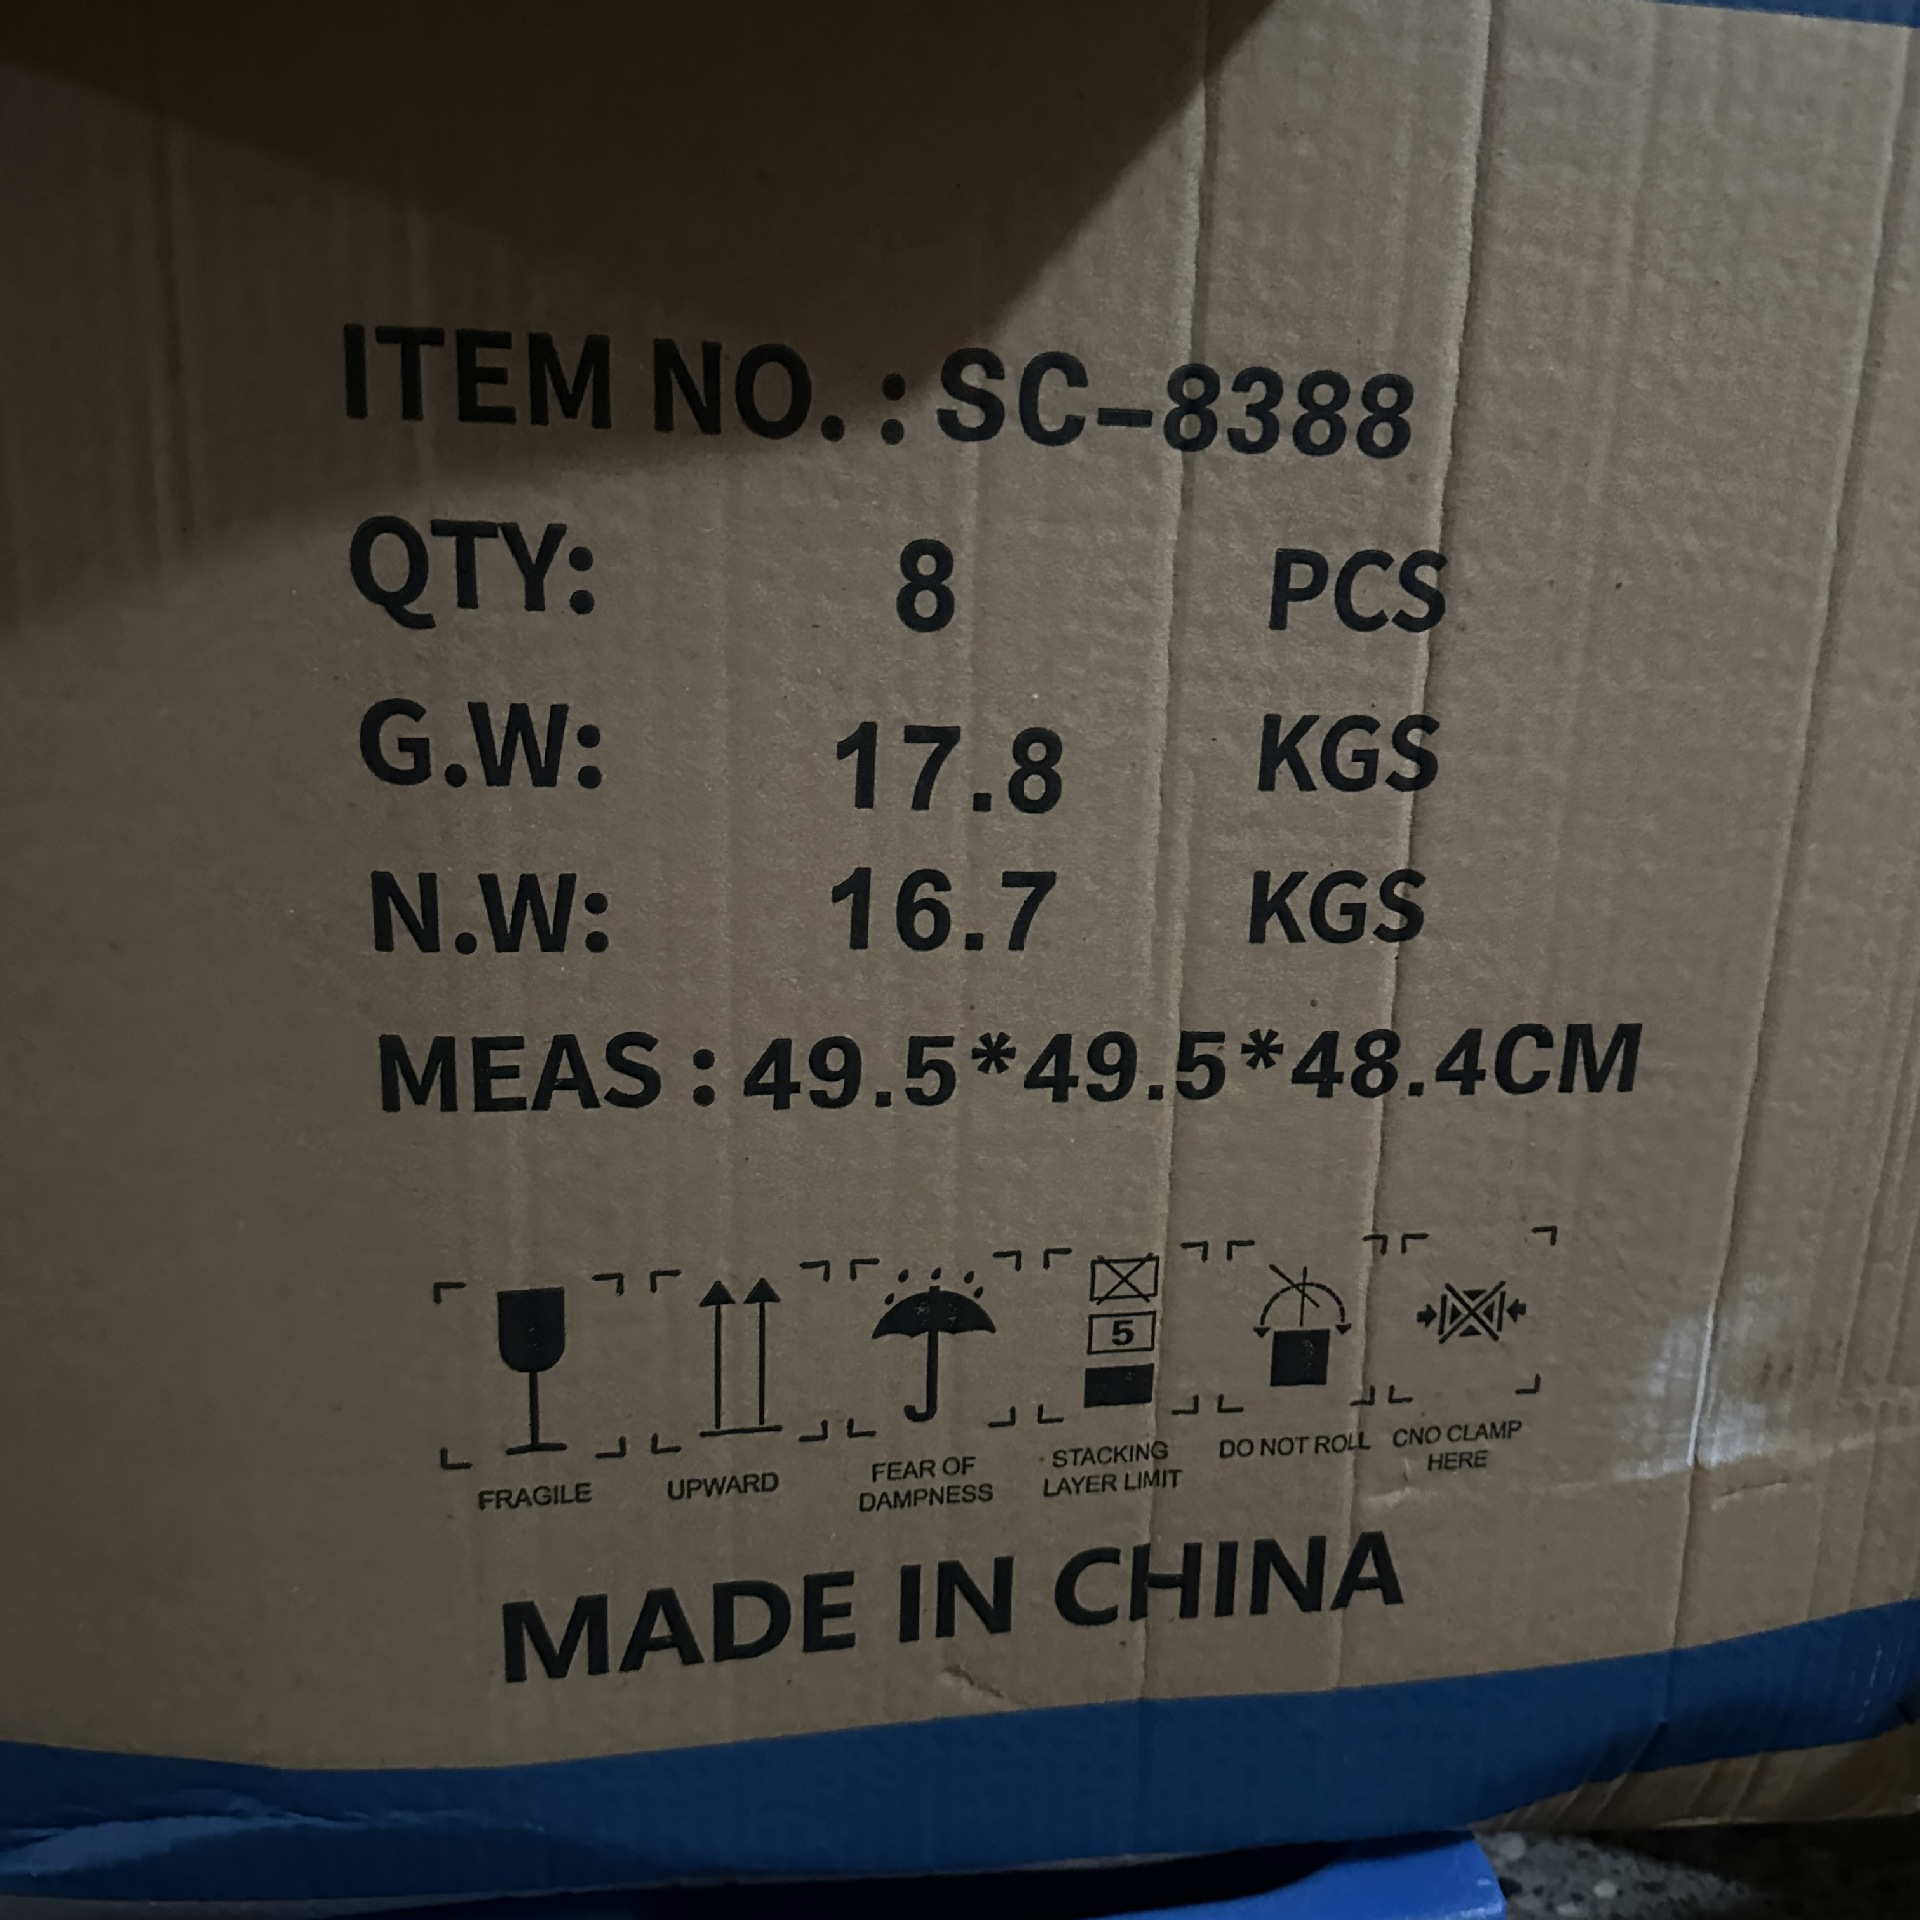 ITEM NO. : SC-8388
QTY: 8 PCS
G.W: 17.8 KGS
N.W: 16.7 KGS
MEAS : 49.5*49.5*48.4CM
5
FRAGILE
UPWARD
FEAR OF
DAMPNESS
STACKING
LAYER LIMIT
DO NOT ROLL
CNO CLAMP
HERE
MADE IN CHINA